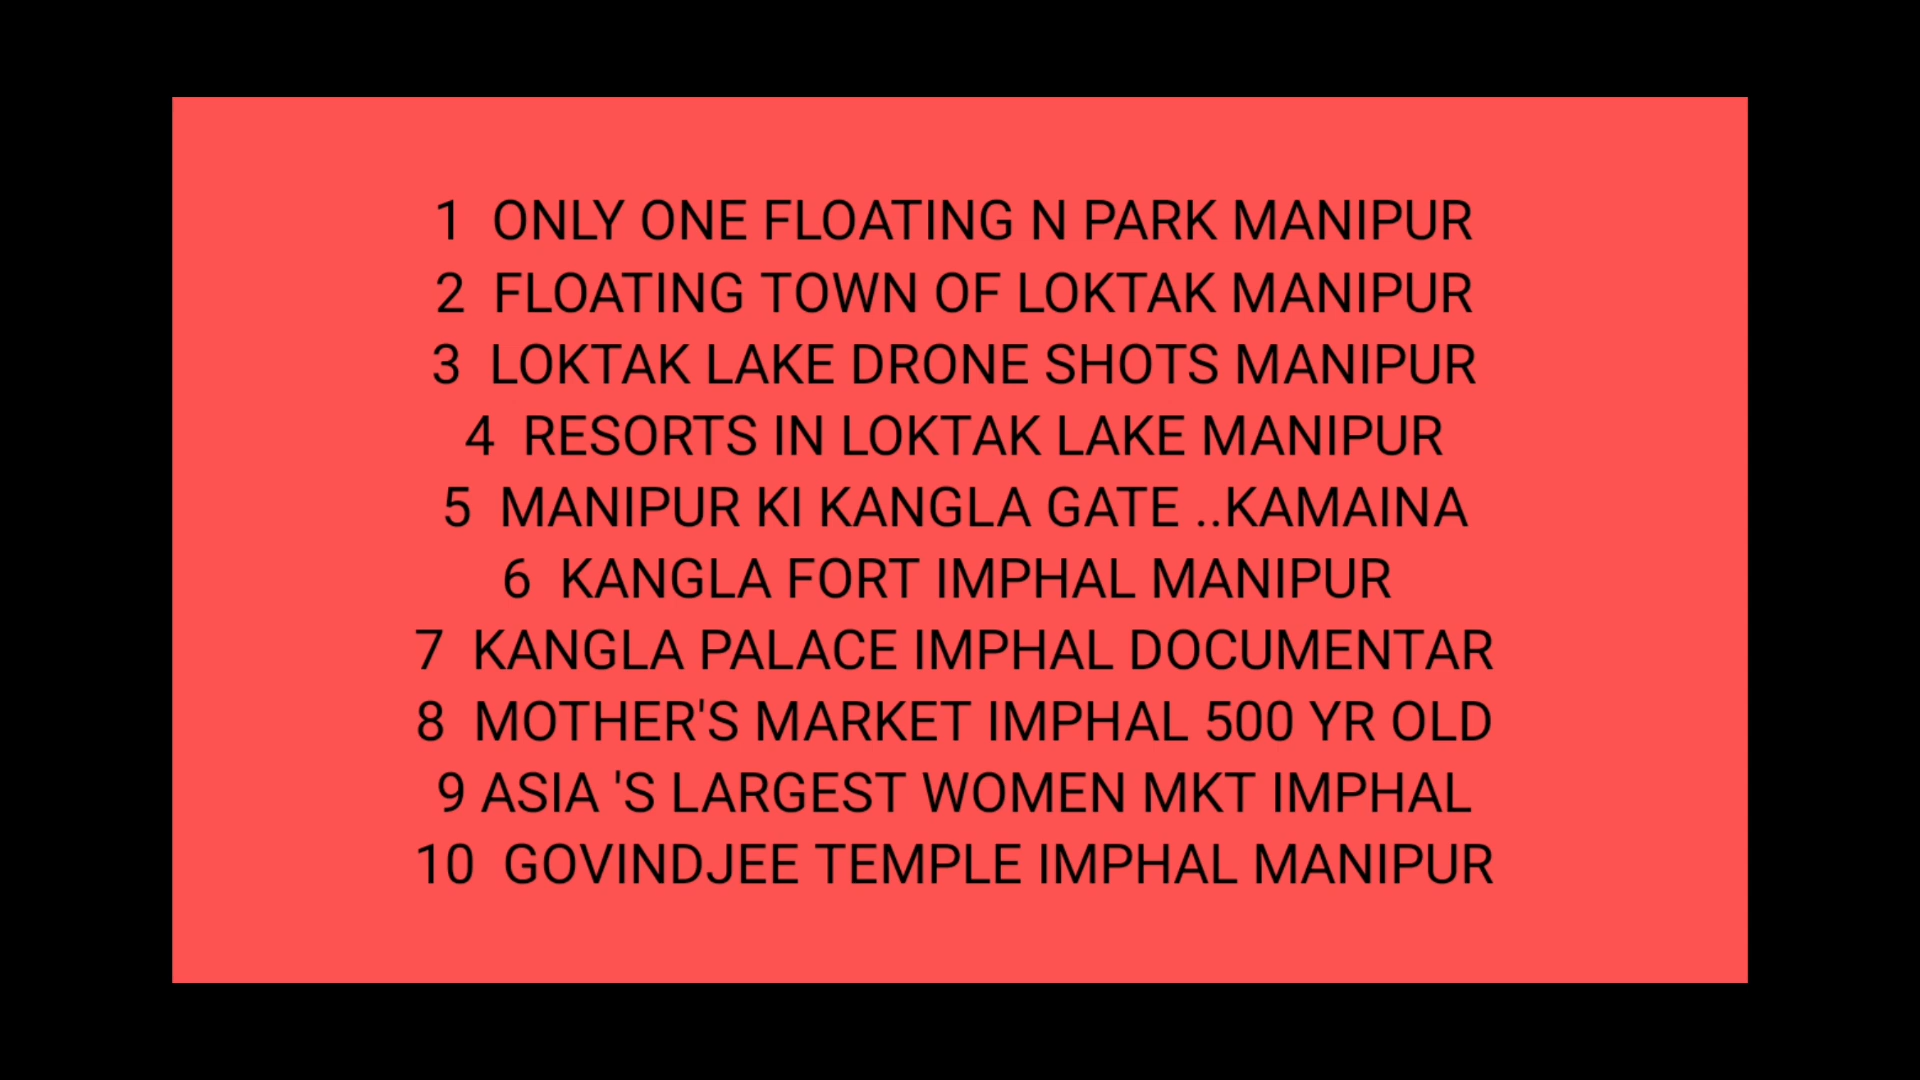 1 ONLY ONE FLOATING N PARK MANIPUR
2 FLOATING TOWN OF LOKTAK MANIPUR
3 LOKTAK LAKE DRONE SHOTS MANIPUR
4 RESORTS IN LOKTAK LAKE MANIPUR
5 MANIPUR KI KANGLA GATE ..KAMAINA
6 KANGLA FORT IMPHAL MANIPUR
7 KANGLA PALACE IMPHAL DOCUMENTAR
8 MOTHER'S MARKET IMPHAL 500 YR OLD
9 ASIA 'S LARGEST WOMEN MKT IMPHAL
10 GOVINDJEE TEMPLE IMPHAL MANIPUR